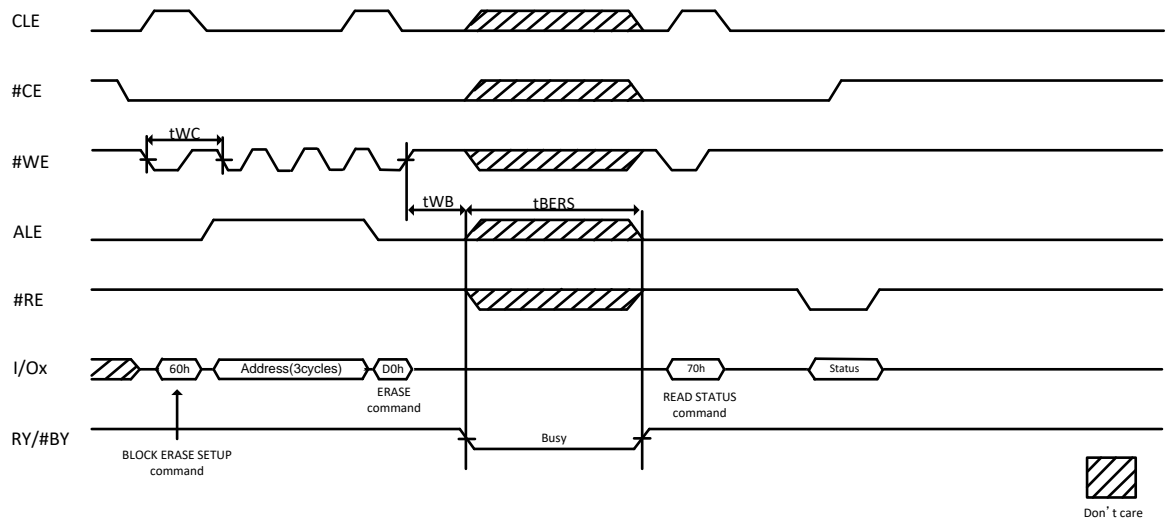 CLE
#CE
tWC
#WE
tWB
tBERS
ALE
#RE
I/Ox
60h
Address(3cycles)
D0h
70h
Status
ERASE
command
READ STATUS
command
RY/#BY
Busy
BLOCK ERASE SETUP
command
Don't care